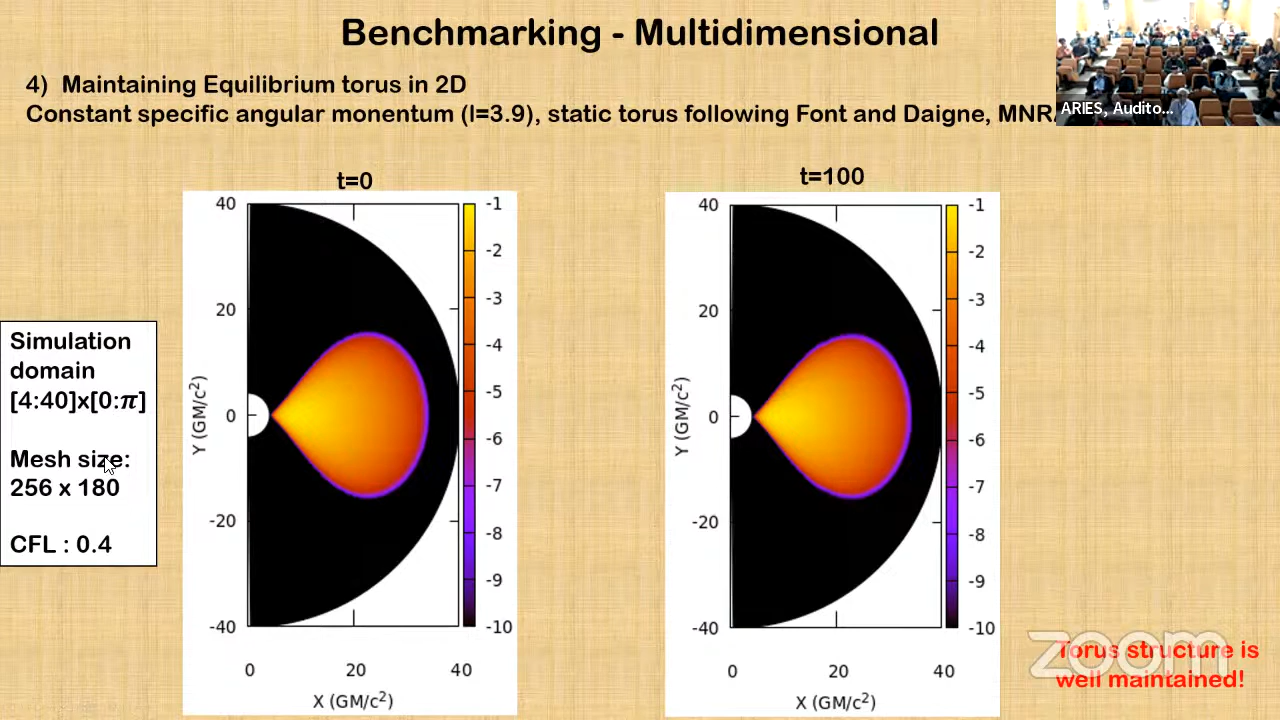 Benchmarking - Multidimensional
4) Maintaining Equilibrium torus in 2D
Constant specific angular momentum (l=3.9), static torus following Font and Daigne,
ARIES, Audito...
t=0
t=100
40
20
0
-20
-40
Y (GM/c²)
0 20 40
X (GM/c²)
-1
-2
-3
-4
-5
-6
-7
-8
-9
-10
40
20
0
-20
-40
Y (GM/c²)
0 20 40
X (GM/c²)
-1
-2
-3
-4
-5
-6
-7
-8
-9
-10
Simulation
domain
[4:40]x[0:π]
Mesh size:
256 x 180
CFL : 0.4
Torus structure is
well maintained!
zoom